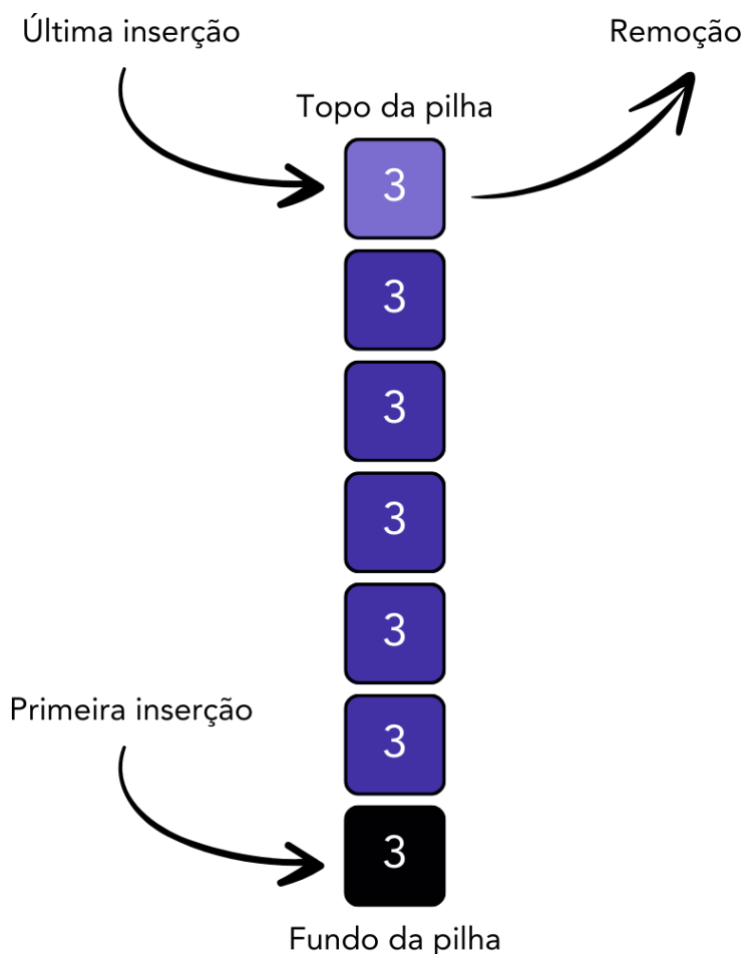 Última inserção
Remoção
Topo da pilha
3
3
3
3
3
3
Primeira inserção
3
Fundo da pilha